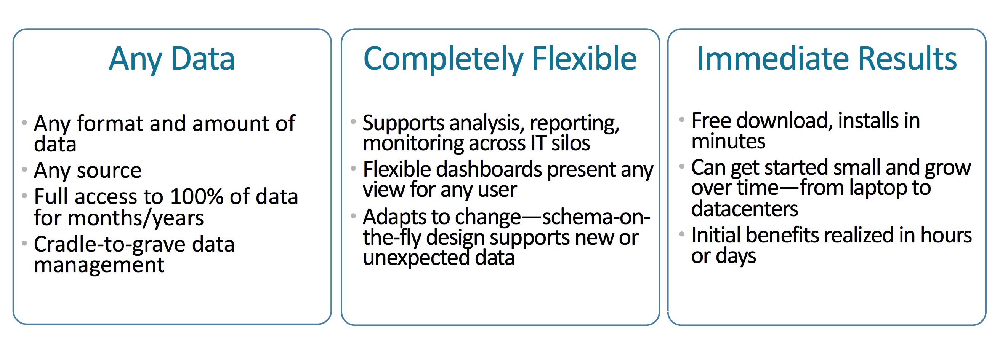 Any Data
• Any format and amount of
data
• Any source
• Full access to 100% of data
for months/years
• Cradle-to-grave data
management
Completely Flexible
• Supports analysis, reporting,
monitoring across IT silos
• Flexible dashboards present any
view for any user
• Adapts to change—schema-on-
the-fly design supports new or
unexpected data
Immediate Results
• Free download, installs in
minutes
• Can get started small and grow
over time—from laptop to
datacenters
• Initial benefits realized in hours
or days